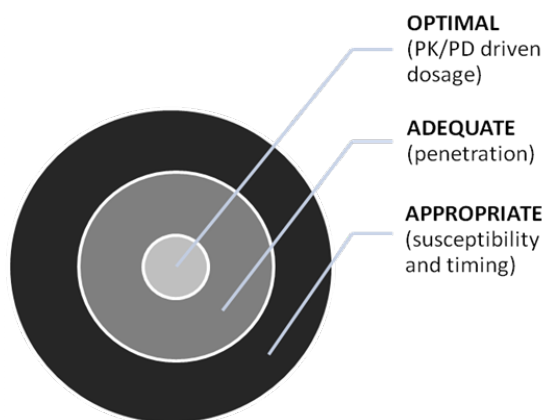 OPTIMAL
(PK/PD driven
dosage)
ADEQUATE
(penetration)
APPROPRIATE
(susceptibility
and timing)